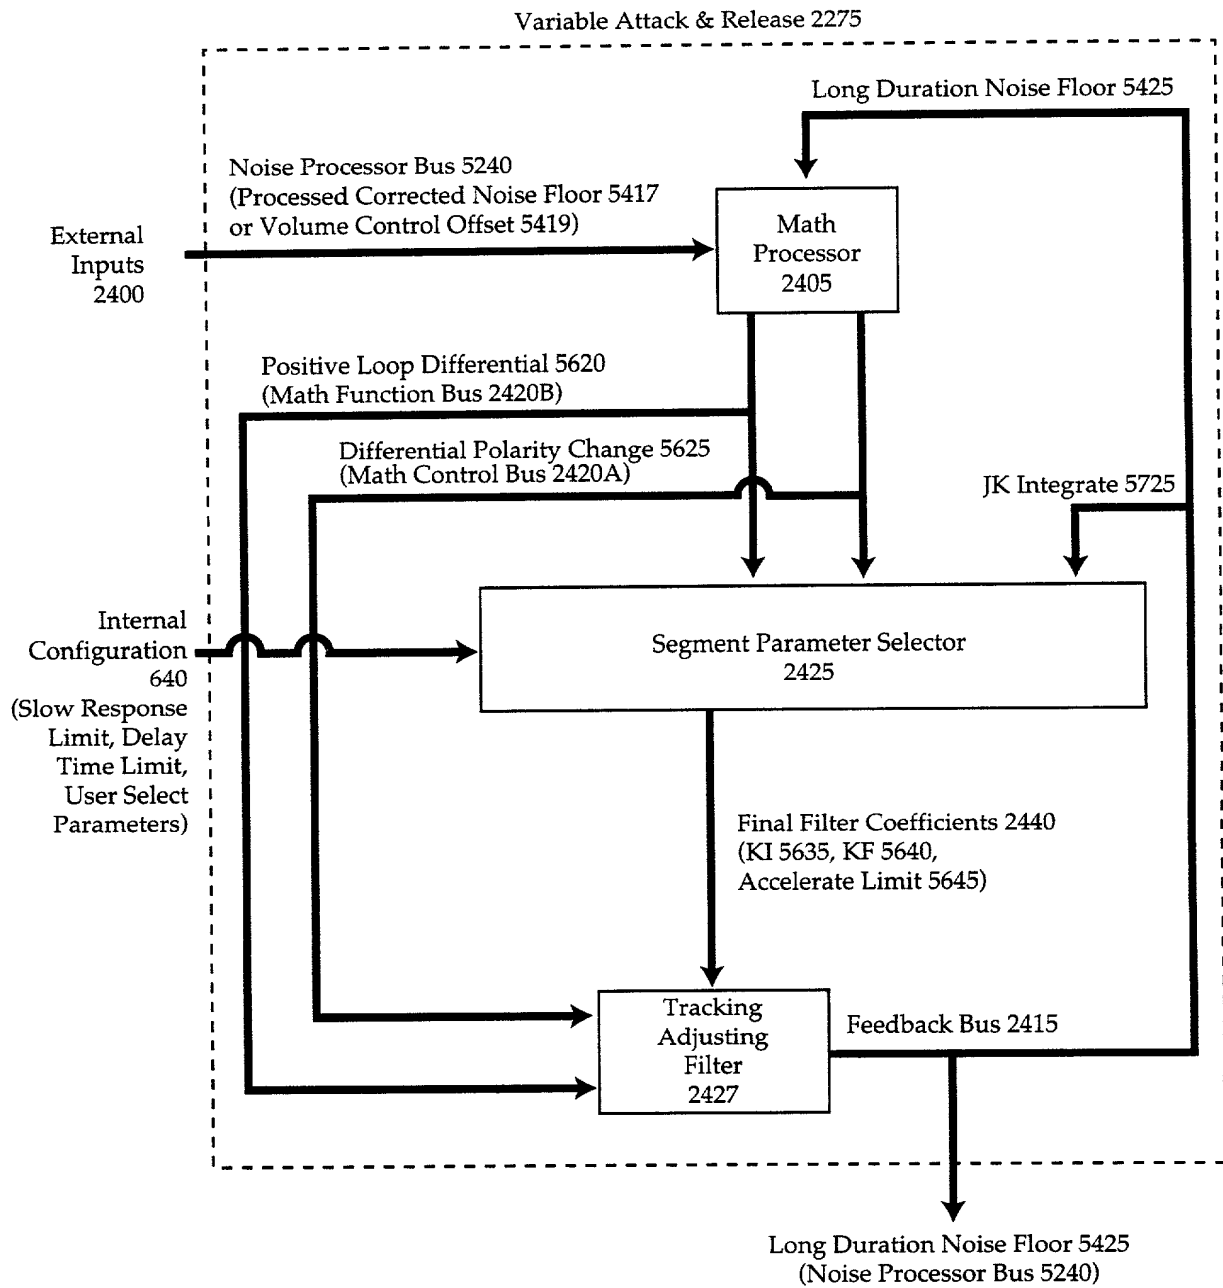 Variable Attack & Release 2275
Long Duration Noise Floor 5425
Noise Processor Bus 5240
(Processed Corrected Noise Floor 5417
or Volume Control Offset 5419)
External
Inputs
2400
Math
Processor
2405
Positive Loop Differential 5620
(Math Function Bus 2420B)
Differential Polarity Change 5625
(Math Control Bus 2420A)
JK Integrate 5725
Internal
Configuration
640
(Slow Response
Limit, Delay
Time Limit,
User Select
Parameters)
Segment Parameter Selector
2425
Final Filter Coefficients 2440
(KI 5635, KF 5640,
Accelerate Limit 5645)
Tracking
Adjusting
Filter
2427
Feedback Bus 2415
Long Duration Noise Floor 5425
(Noise Processor Bus 5240)